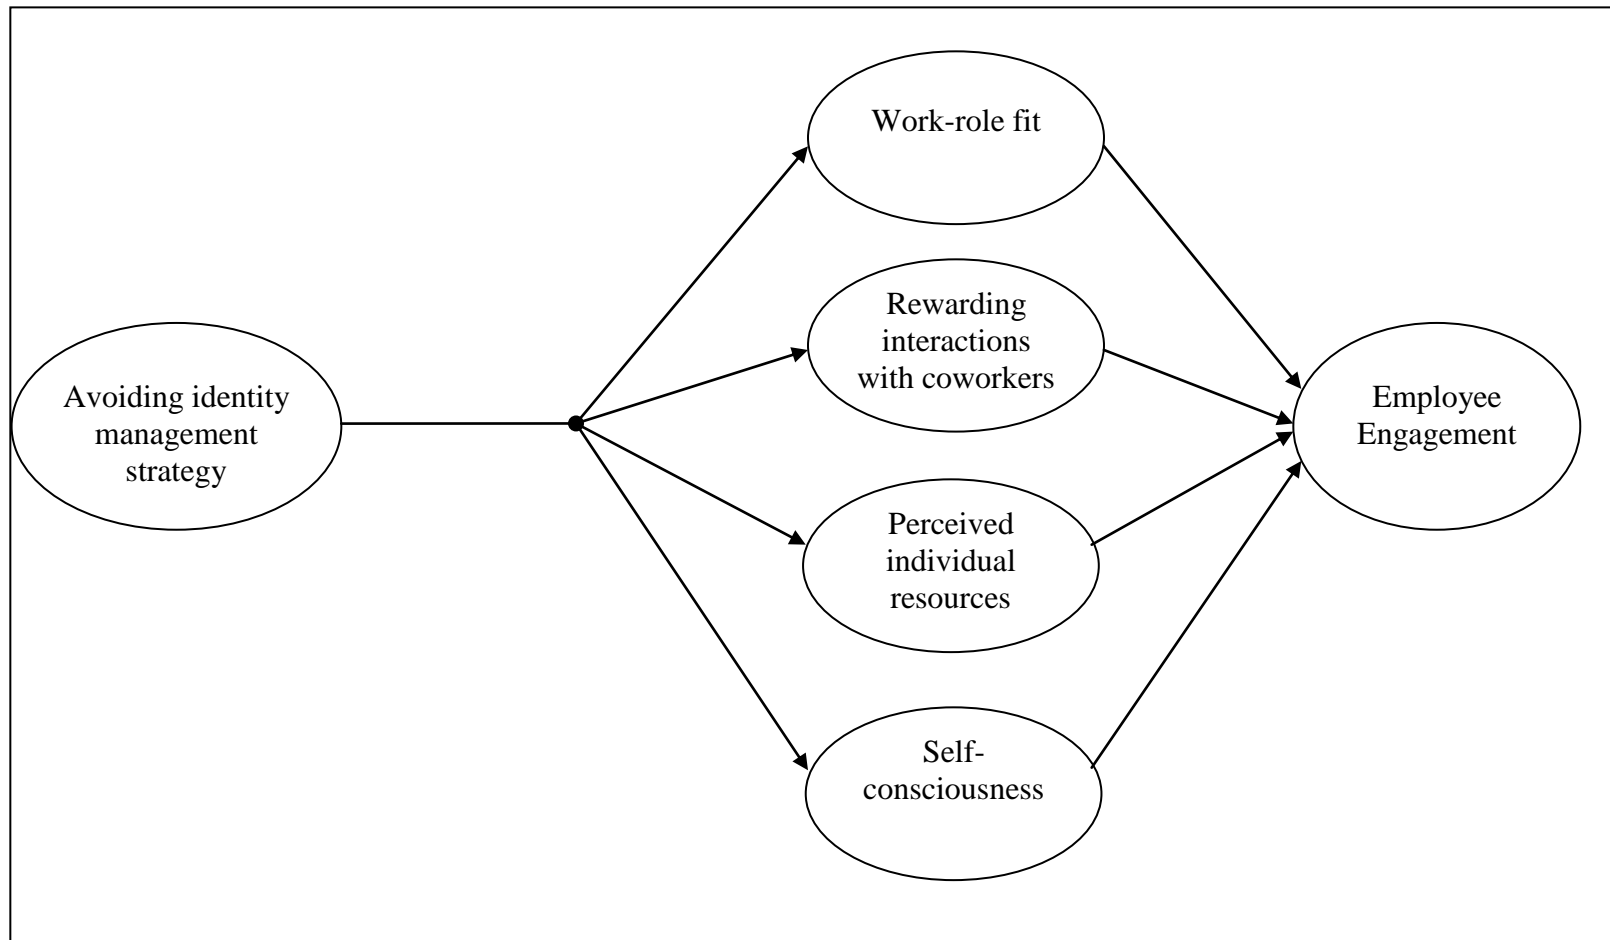 Work-role fit
Rewarding
interactions
with coworkers
Avoiding identity
management
strategy
Employee
Engagement
Perceived
individual
resources
Self-
consciousness